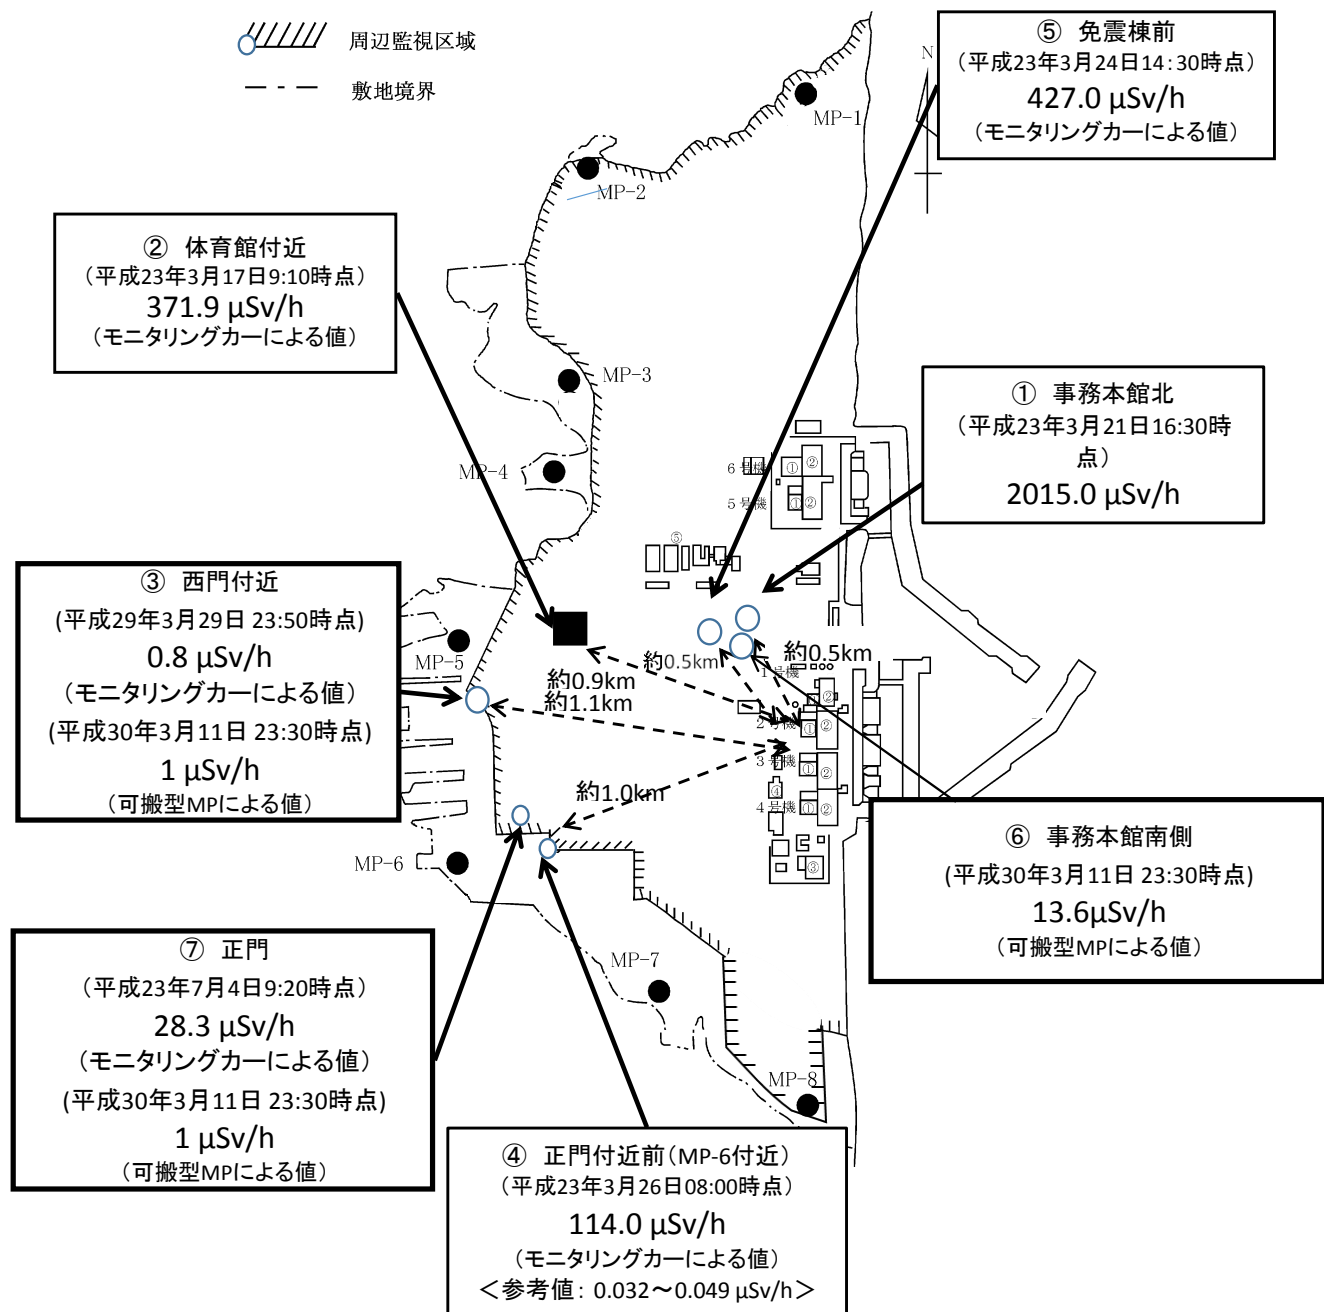 周辺監視区域
敷地境界
⑤ 免震棟前
（平成23年3月24日14：30時点）
427.0 μSv/h
（モニタリングカーによる値）
N
MP-1
MP-2
② 体育館付近
（平成23年3月17日9:10時点）
371.9 μSv/h
（モニタリングカーによる値）
MP-3
MP-4
① 事務本館北
（平成23年3月21日16:30時
点）
2015.0 μSv/h
6号機
①
②
5号機
①
②
⑤
③ 西門付近
(平成29年3月29日 23:50時点)
0.8 μSv/h
（モニタリングカーによる値）
(平成30年3月11日 23:30時点)
1 μSv/h
（可搬型MPによる値）
MP-5
約0.5km
約0.5km
約0.9km
約1.1km
約1.0km
1号機
②
2号機
①
②
3号機
①
②
④
4号機
①
②
③
MP-6
⑥ 事務本館南側
(平成30年3月11日 23:30時点)
13.6μSv/h
（可搬型MPによる値）
⑦ 正門
（平成23年7月4日9:20時点）
28.3 μSv/h
（モニタリングカーによる値）
(平成30年3月11日 23:30時点)
1 μSv/h
（可搬型MPによる値）
MP-7
MP-8
④ 正門付近前（MP-6付近）
（平成23年3月26日08:00時点）
114.0 μSv/h
（モニタリングカーによる値）
＜参考値： 0.032～0.049 μSv/h＞